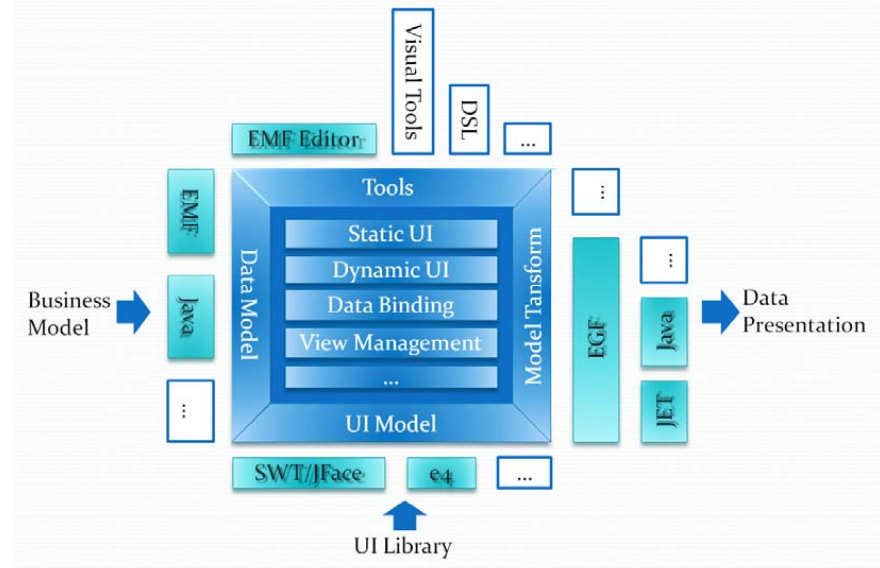 Visual Tools
DSL
EMF Editor
...
Tools
...
EMF
Static UI
Data Model
Dynamic UI
Model Tansform
EGF
...
Business
Model
Java
Data Binding
Java
Data
Presentation
View Management
...
...
JET
UI Model
SWT/JFace
e4
...
UI Library